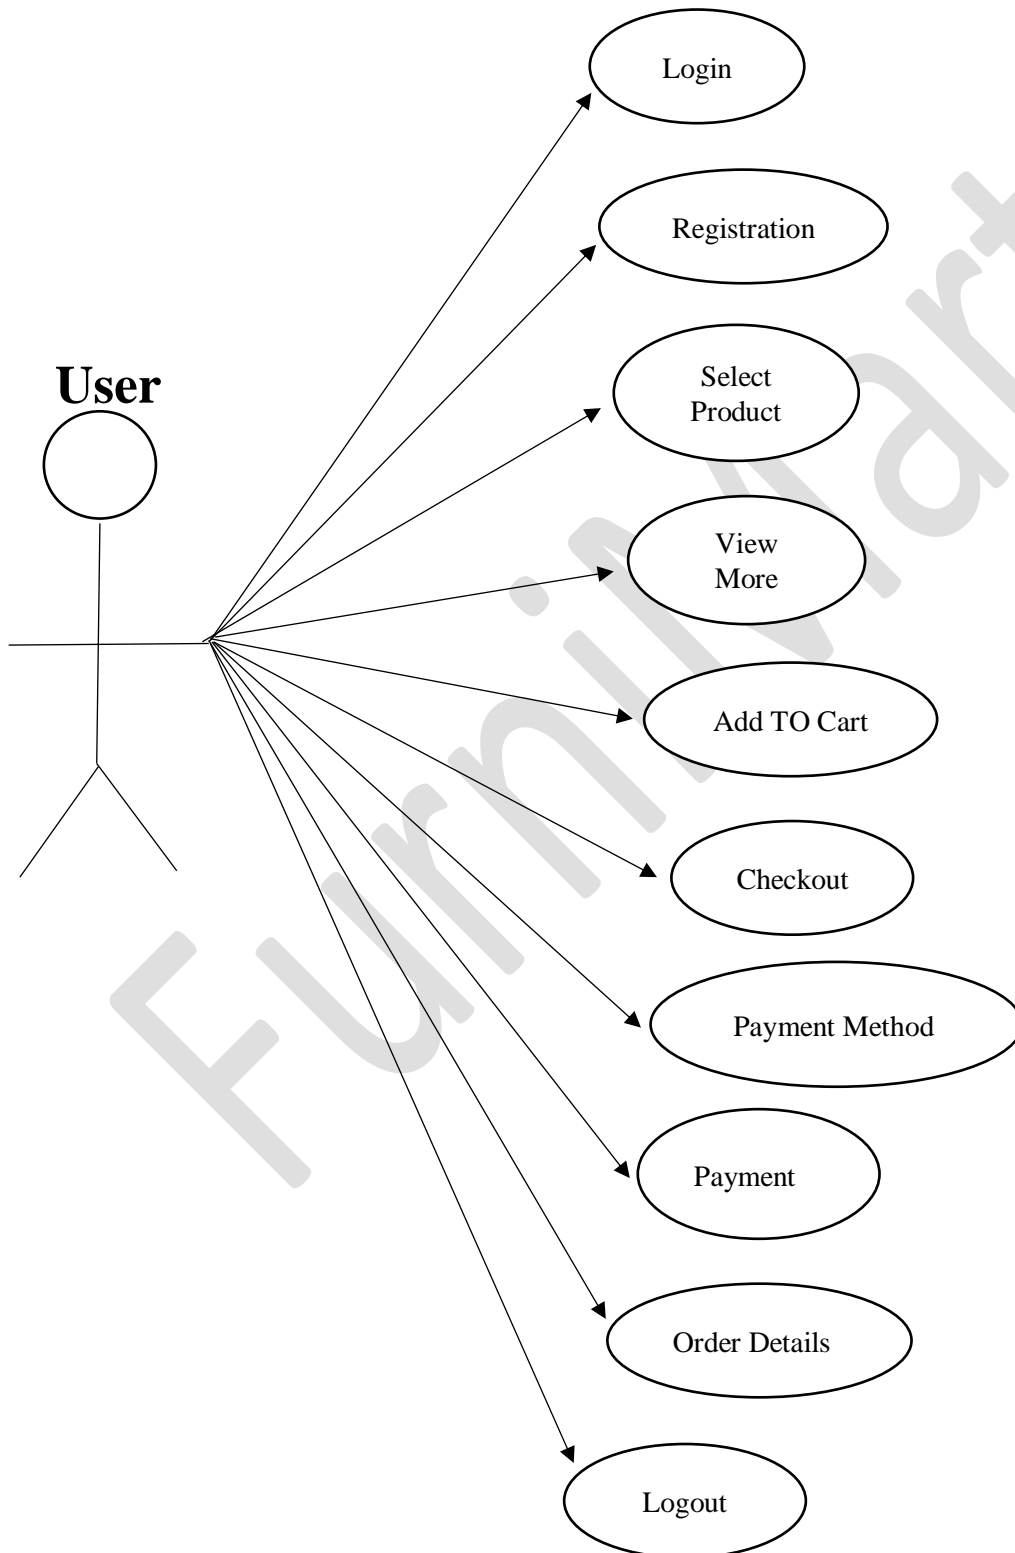 Login
Registration
User
Select
Product
View
More
Add TO Cart
Checkout
Payment Method
Payment
Order Details
Logout
FurniMart